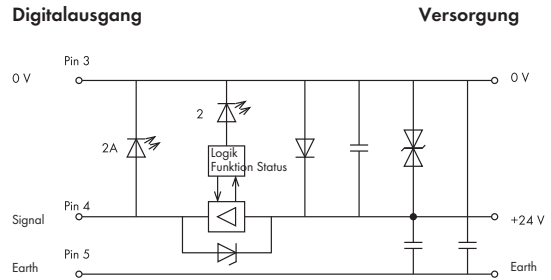 Digitalausgang
Versorgung
Pin 3
0 V
0 V
2
2A
Logik
Funktion Status
Pin 4
Signal
+24 V
Pin 5
Earth
Earth